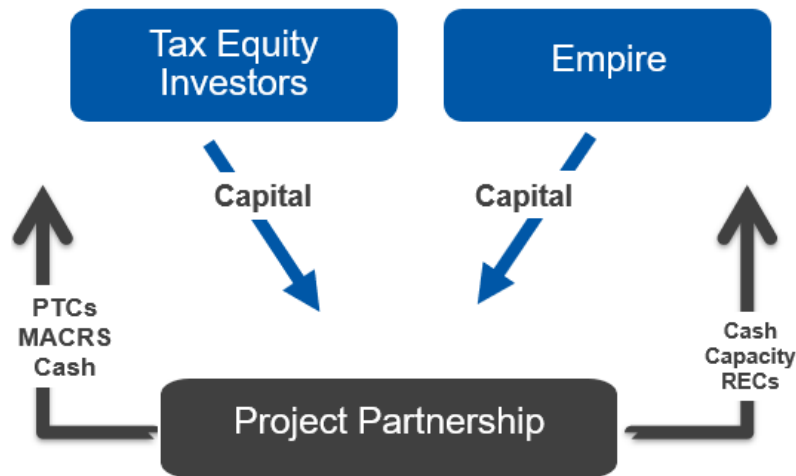 Tax Equity
Investors
Empire
Capital
Capital
PTCs
MACRS
Cash
Cash
Capacity
RECs
Project Partnership